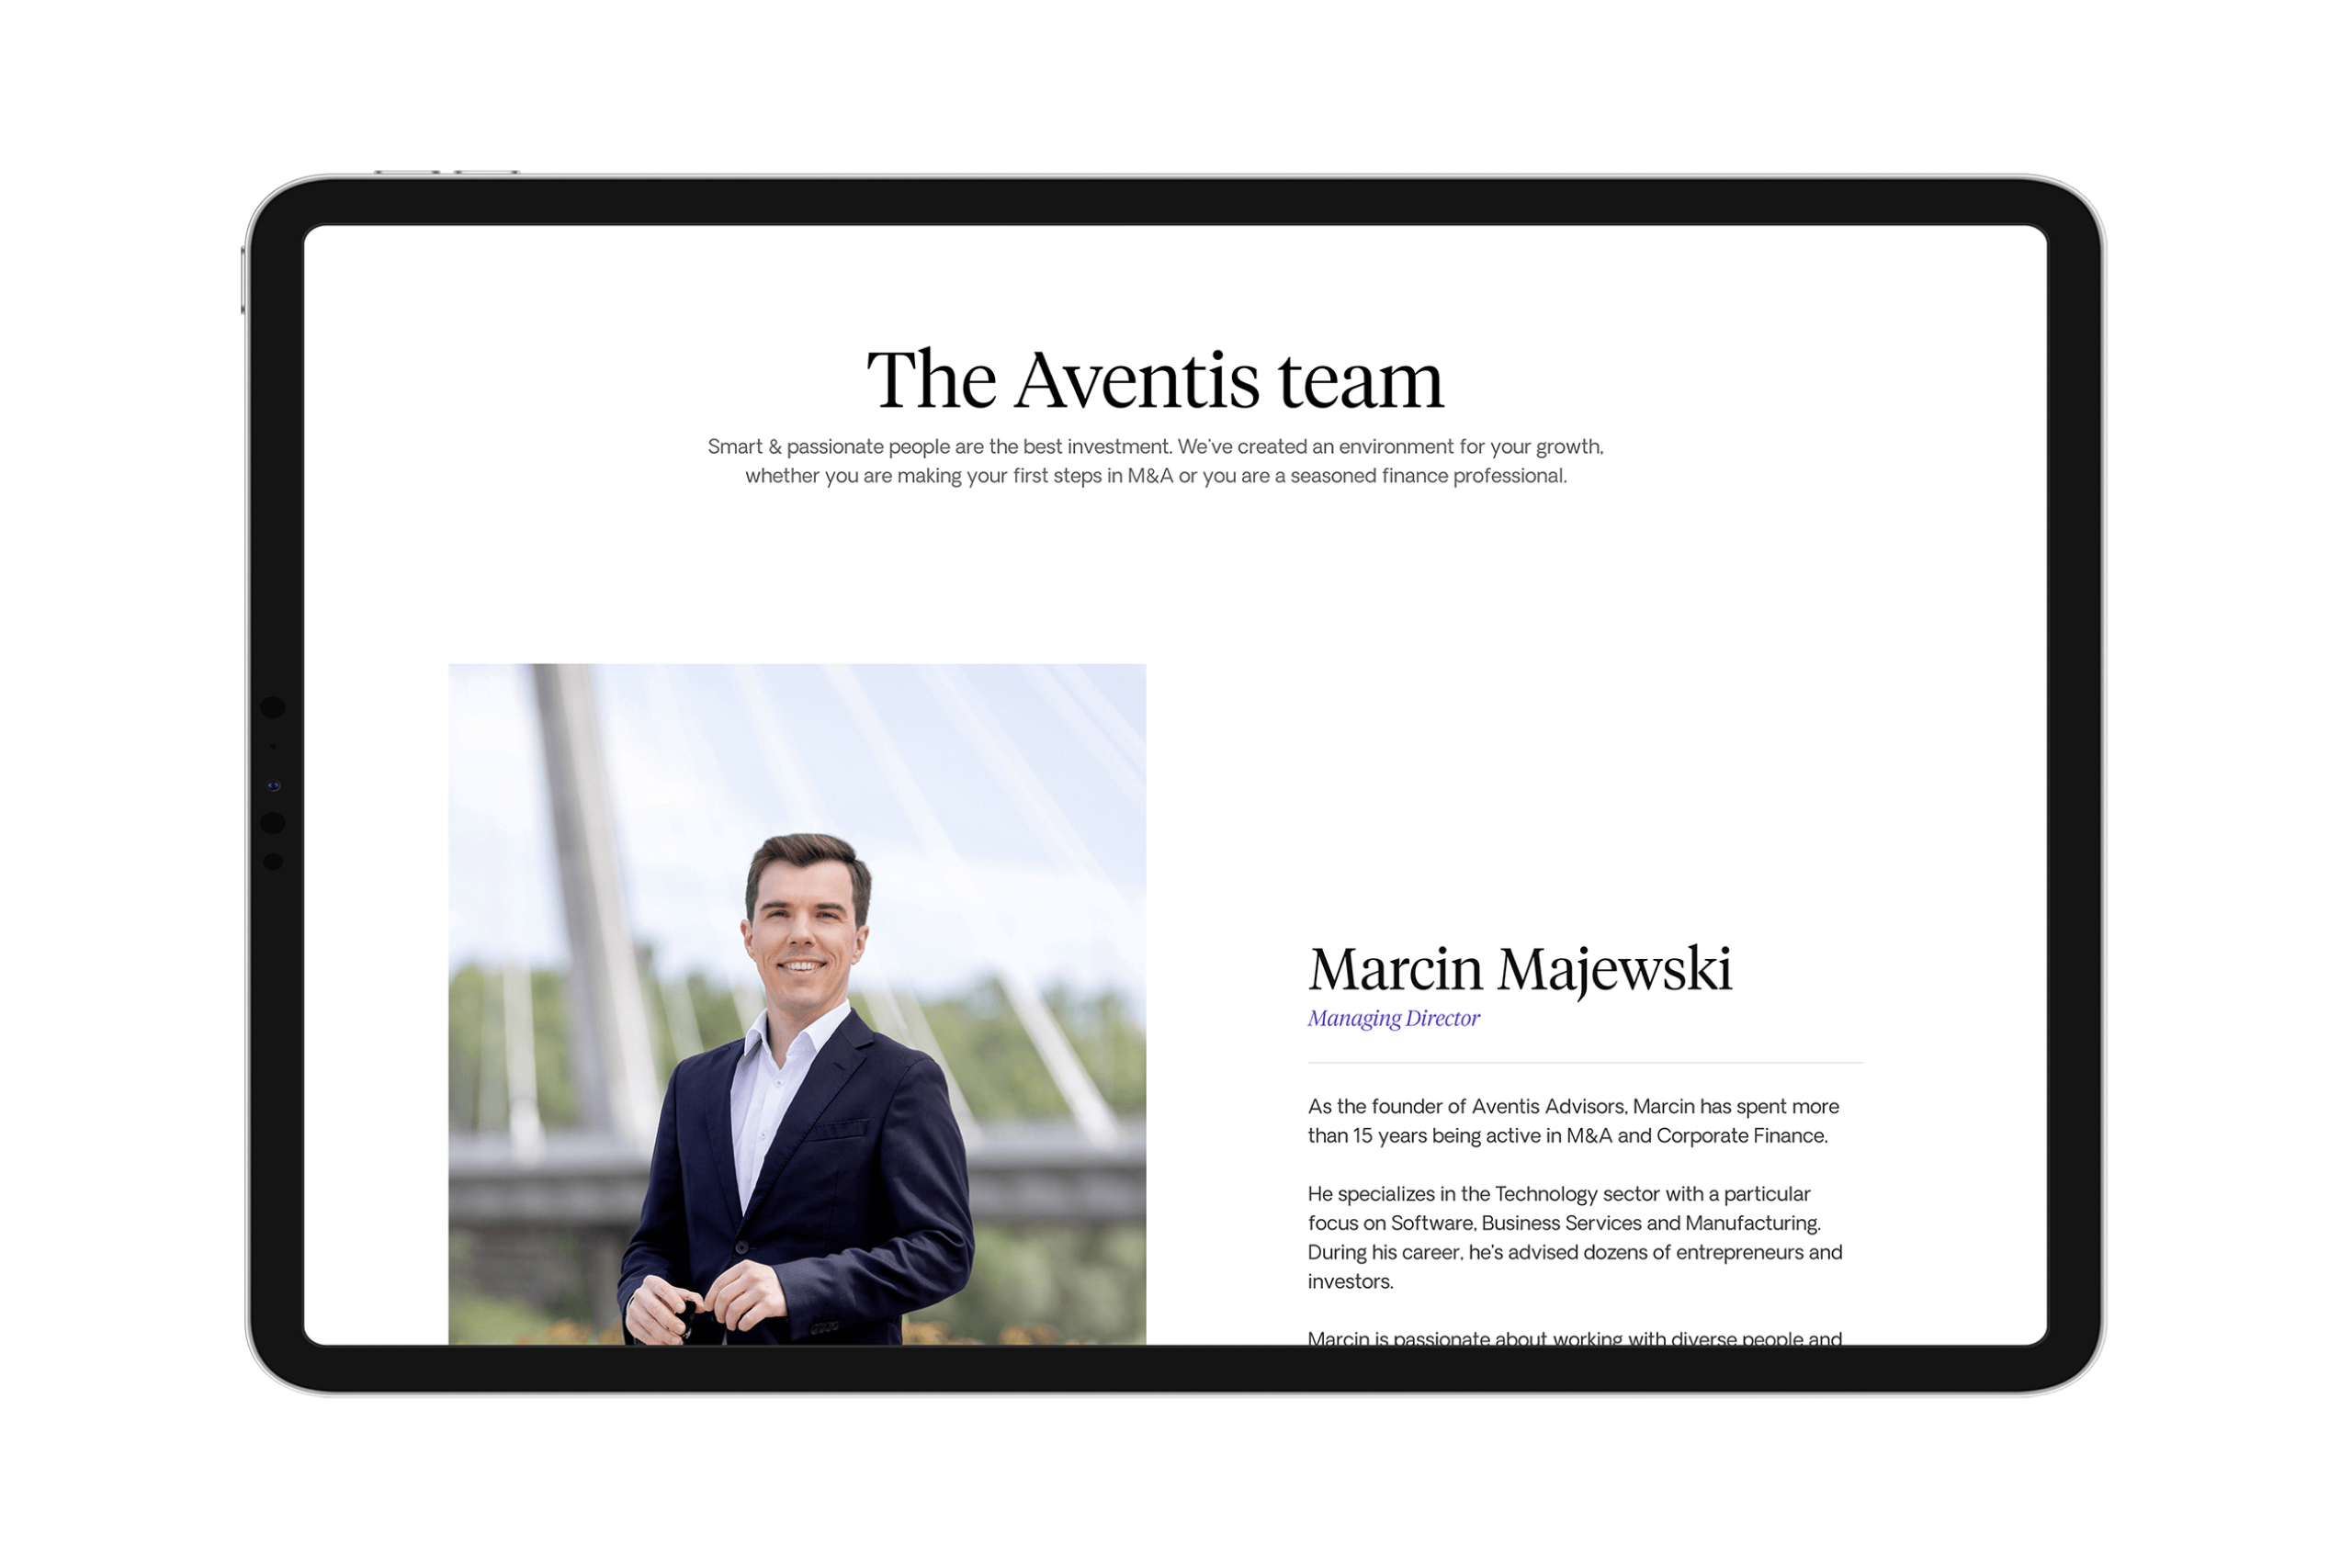 The Aventis team
Smart & passionate people are the best investment. We've created an environment for your growth,
whether you are making your first steps in M&A or you are a seasoned finance professional.
Marcin Majewski
Managing Director
As the founder of Aventis Advisors, Marcin has spent more
than 15 years being active in M&A and Corporate Finance.
He specializes in the Technology sector with a particular
focus on Software, Business Services and Manufacturing.
During his career, he's advised dozens of entrepreneurs and
investors.
Marcin is passionate about working with diverse people and